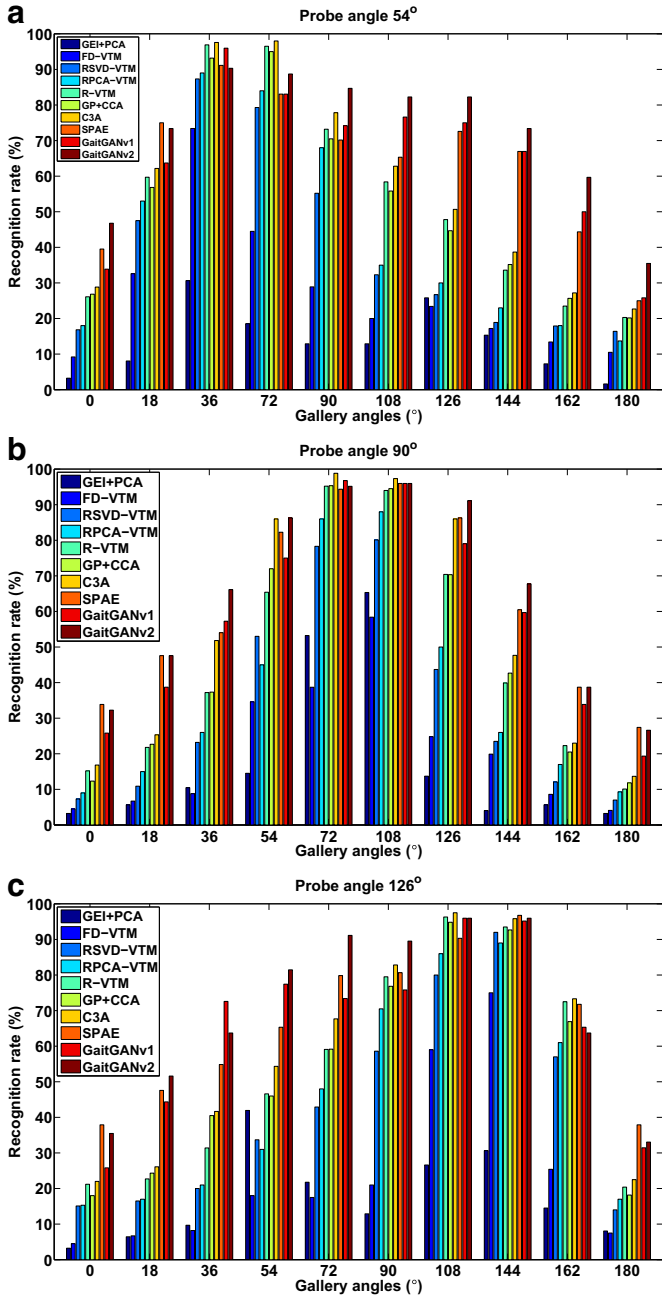 a
Probe angle 54°
Recognition rate (%)
100
90
80
70
60
50
40
30
20
10
0
GEI+PCA
FD-VTM
RSVD-VTM
RPCA-VTM
R-VTM
GP+CCA
C3A
SPAE
GaitGANv1
GaitGANv2
0 18 36 72 90 108 126 144 162 180
Gallery angles (°)
b
Probe angle 90°
Recognition rate (%)
100
90
80
70
60
50
40
30
20
10
0
GEI+PCA
FD-VTM
RSVD-VTM
RPCA-VTM
R-VTM
GP+CCA
C3A
SPAE
GaitGANv1
GaitGANv2
0 18 36 54 72 108 126 144 162 180
Gallery angles (°)
c
Probe angle 126°
Recognition rate (%)
100
90
80
70
60
50
40
30
20
10
0
GEI+PCA
FD-VTM
RSVD-VTM
RPCA-VTM
R-VTM
GP+CCA
C3A
SPAE
GaitGANv1
GaitGANv2
0 18 36 54 72 90 108 144 162 180
Gallery angles (°)